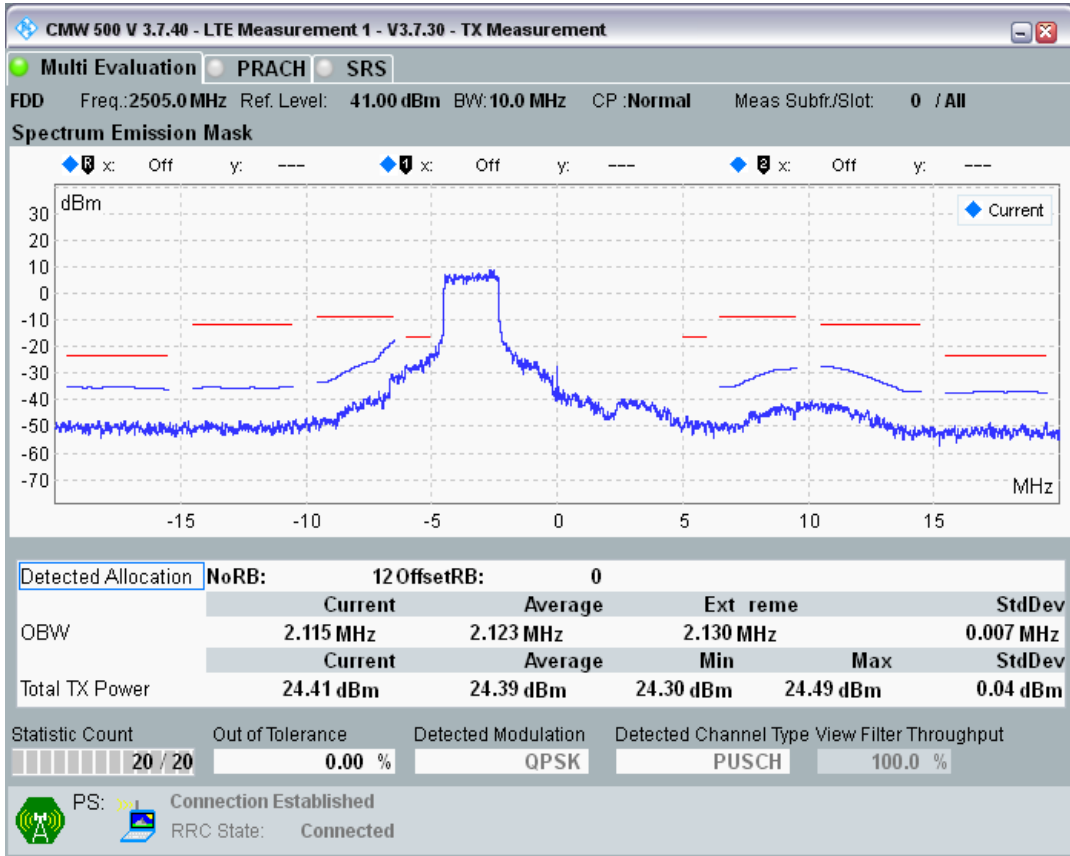 CMW 500 V 3.7.40 - LTE Measurement 1 - V3.7.30 - TX Measurement
Multi Evaluation PRACH SRS
FDD Freq.:2505.0 MHz Ref. Level: 41.00 dBm BW:10.0 MHz CP :Normal Meas Subfr./Slot: 0 / All
Spectrum Emission Mask
R x: Off y: --- 1 x: Off y: --- 2 x: Off y: ---
dBm
Current
30
20
10
0
-10
-20
-30
-40
-50
-60
-70
MHz
-15 -10 -5 0 5 10 15
Detected Allocation NoRB: 12 OffsetRB: 0
Current Average Ext reme StdDev
OBW 2.115 MHz 2.123 MHz 2.130 MHz 0.007 MHz
Current Average Min Max StdDev
Total TX Power 24.41 dBm 24.39 dBm 24.30 dBm 24.49 dBm 0.04 dBm
Statistic Count Out of Tolerance Detected Modulation Detected Channel Type View Filter Throughput
20 / 20 0.00 % QPSK PUSCH 100.0 %
PS: Connection Established
RRC State: Connected